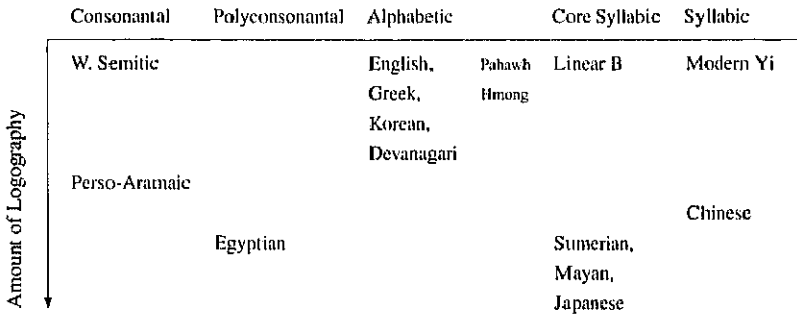 Consonantal Polyconsonantal Alphabetic Core Syllabic Syllabic
W. Semitic English, Pahawh Linear B Modern Yi
Greek, Hmong
Korean,
Devanagari
Perso-Aramaic
Chinese
Egyptian Sumerian,
Mayan,
Japanese
Amount of Logography